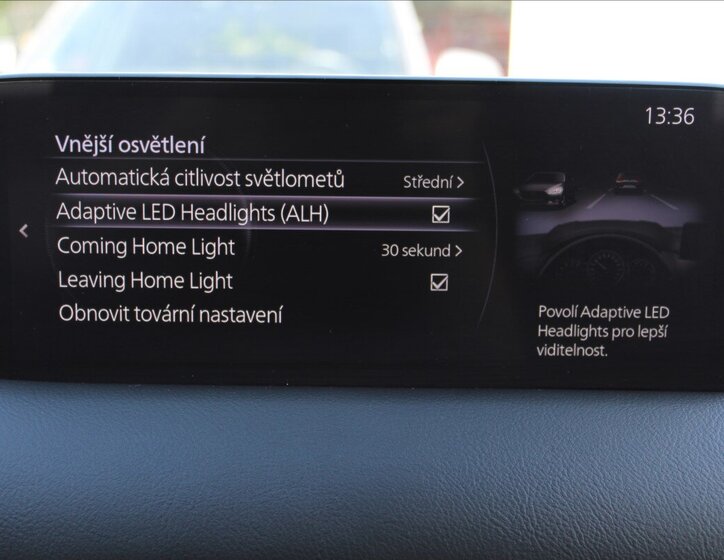 13:36
Vnější osvětlení
Automatická citlivost světlometů Střední >
Adaptive LED Headlights (ALH)
Coming Home Light 30 sekund >
Leaving Home Light
Obnovit tovární nastavení
Povolí Adaptive LED
Headlights pro lepší
viditelnost.